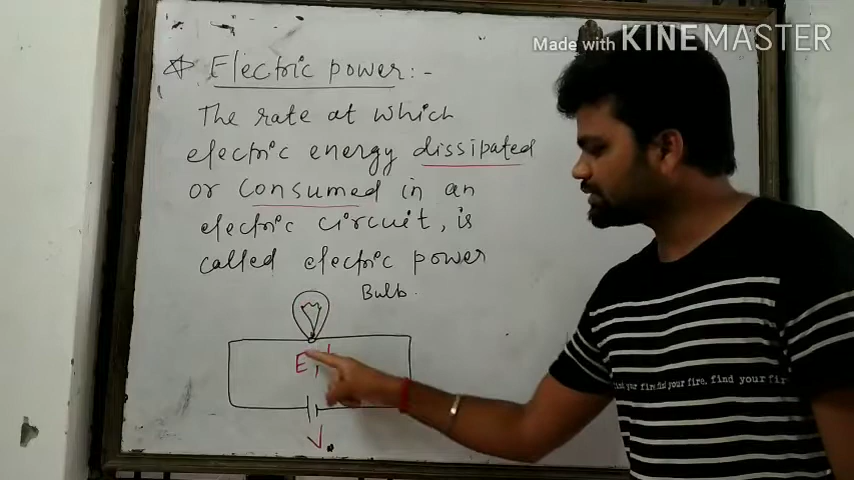 Made with KINEMASTER
Electric power:-
The rate at which
electric energy dissipated
or consumed in an
electric circuit, is
called electric power
Bulb.
E
V
find your fire. find your fire. find your fire